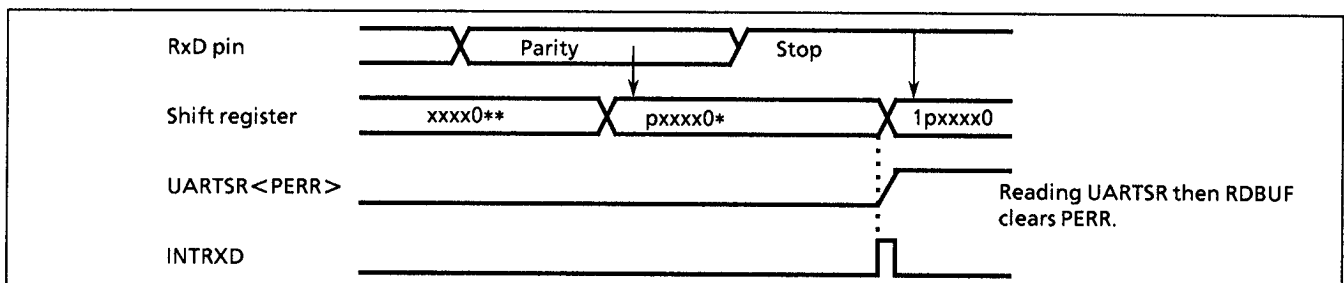 RxD pin
Parity
Stop
Shift register
xxxx0**
pxxxx0*
1pxxxx0
UARTSR<PERR>
Reading UARTSR then RDBUF
clears PERR.
INTRXD